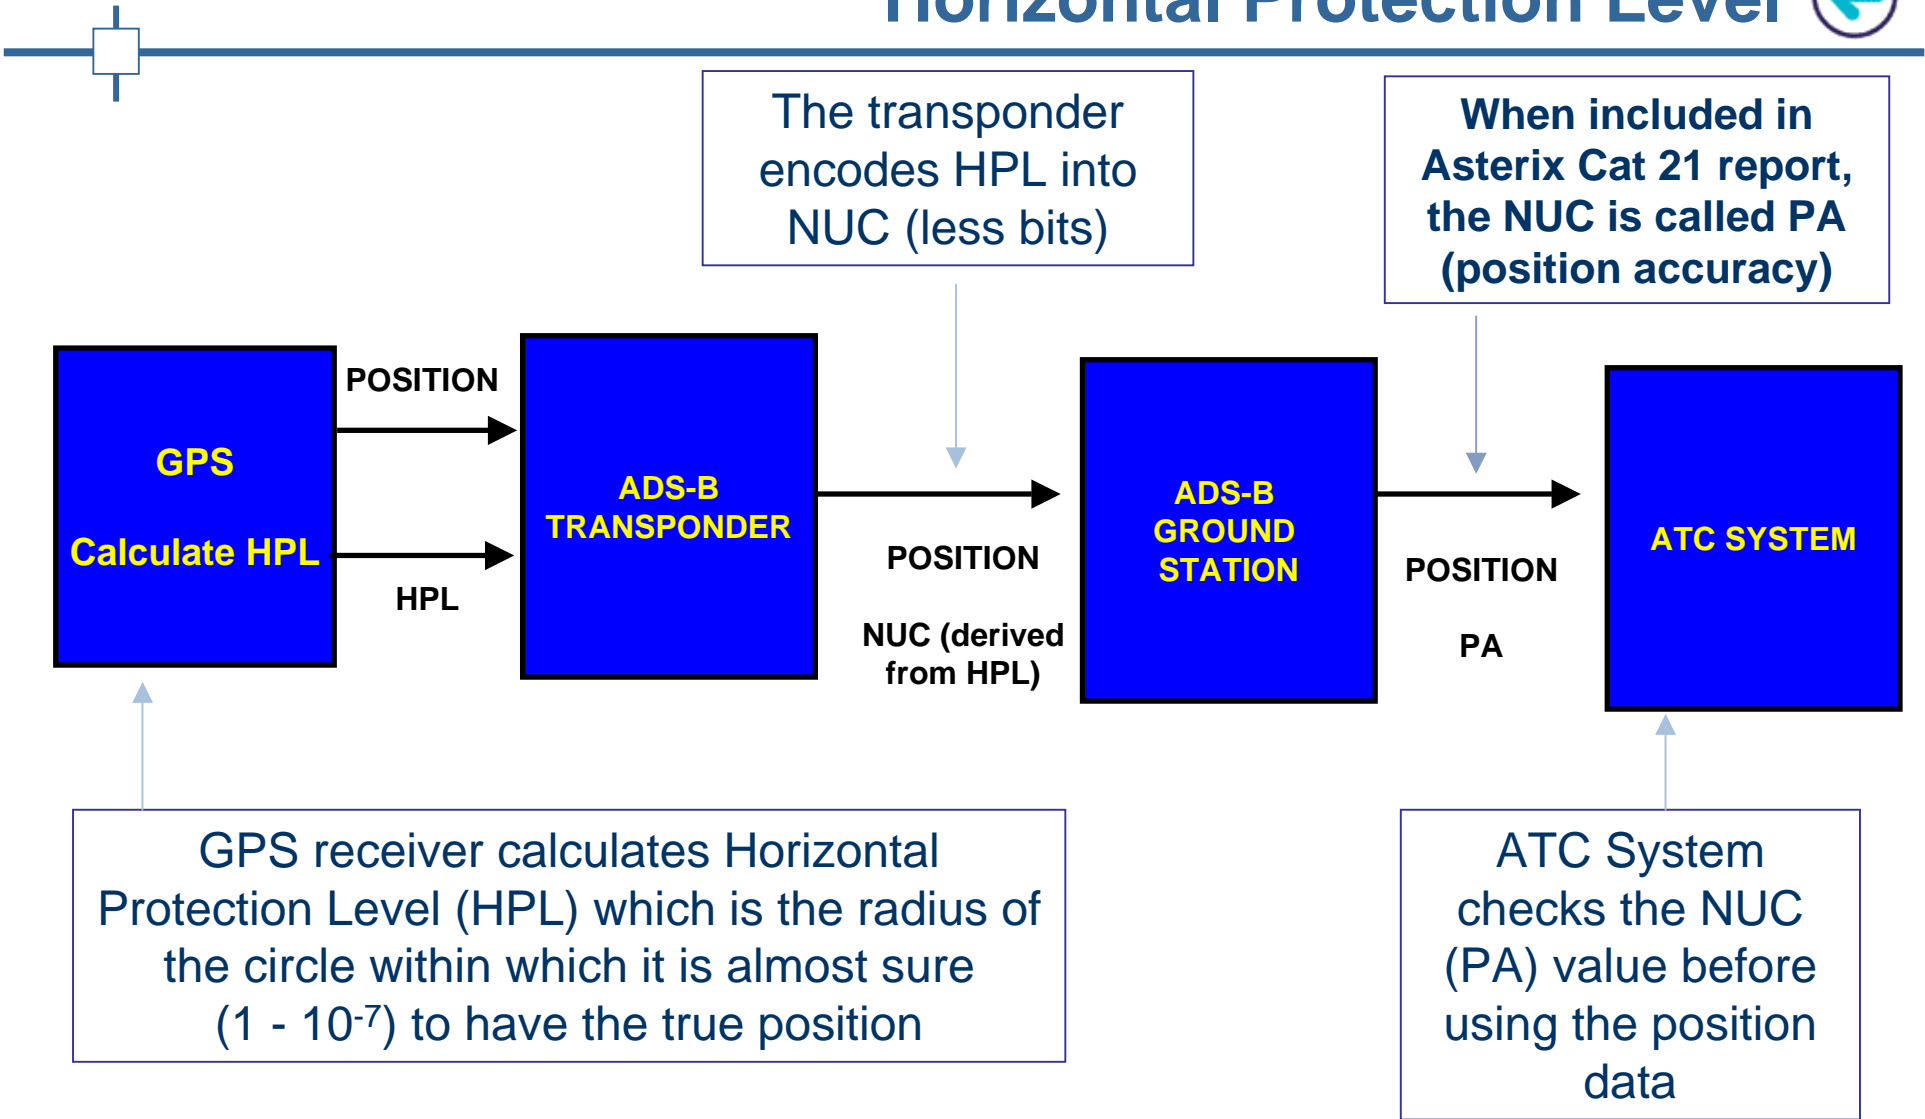 Horizontal Protection Level
The transponder
encodes HPL into
NUC (less bits)
When included in
Asterix Cat 21 report,
the NUC is called PA
(position accuracy)
GPS
Calculate HPL
POSITION
HPL
ADS-B
TRANSPONDER
POSITION
NUC (derived
from HPL)
ADS-B
GROUND
STATION
POSITION
PA
ATC SYSTEM
GPS receiver calculates Horizontal
Protection Level (HPL) which is the radius of
the circle within which it is almost sure
(1 - 10⁻⁷) to have the true position
ATC System
checks the NUC
(PA) value before
using the position
data